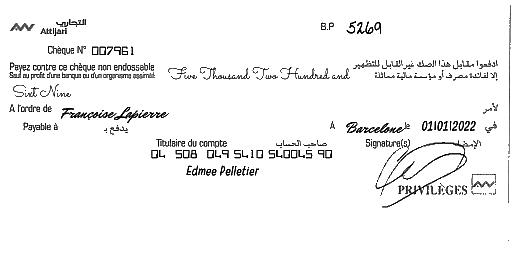 التجاري
Attijari
B.P 5269
Chèque N° 007961
Payez contre ce chèque non endossable
Sauf au profit d'une banque ou d'un organisme assimilé
Five Thousand Two Hundred and
ادفعوا مقابل هذا الصك غير القابل للتظهير
إلا لفائدة مصرف أو مؤسسة مالية مماثلة
Sixt Nine
A l'ordre de Françoise Lapierre لأمر
Payable à يدفع بـ
A Barcelone le 01/01/2022 في
Titulaire du compte صاحب الحساب
Signature(s) الإمضاء
04 508 049 5410 540045 90
Edmee Pelletier
PRIVILÈGES